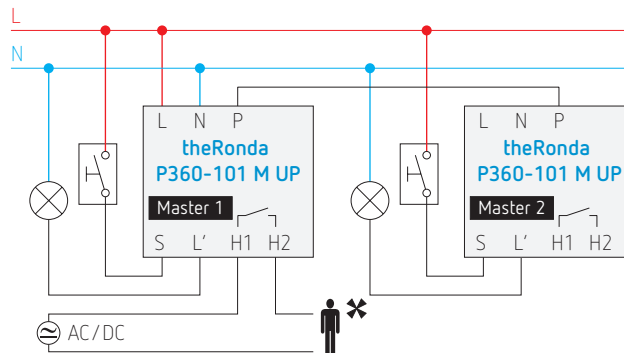 L
N
L N P
theRonda
P360-101 M UP
Master 1
S L' H1 H2
L N P
theRonda
P360-101 M UP
Master 2
S L' H1 H2
AC/DC